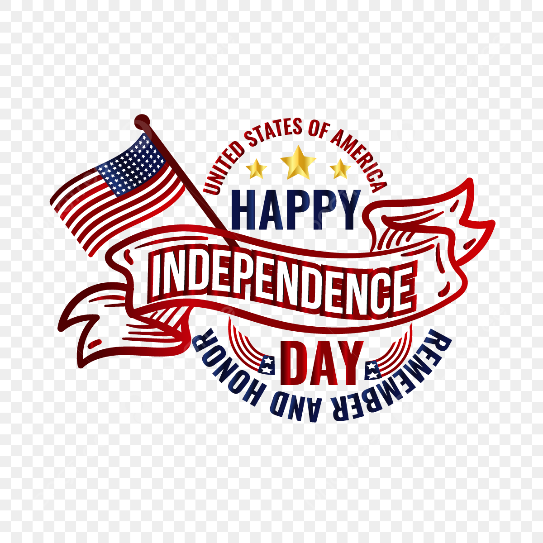 UNITED STATES OF AMERICA
HAPPY
INDEPENDENCE
DAY
REMEMBER AND HONOR